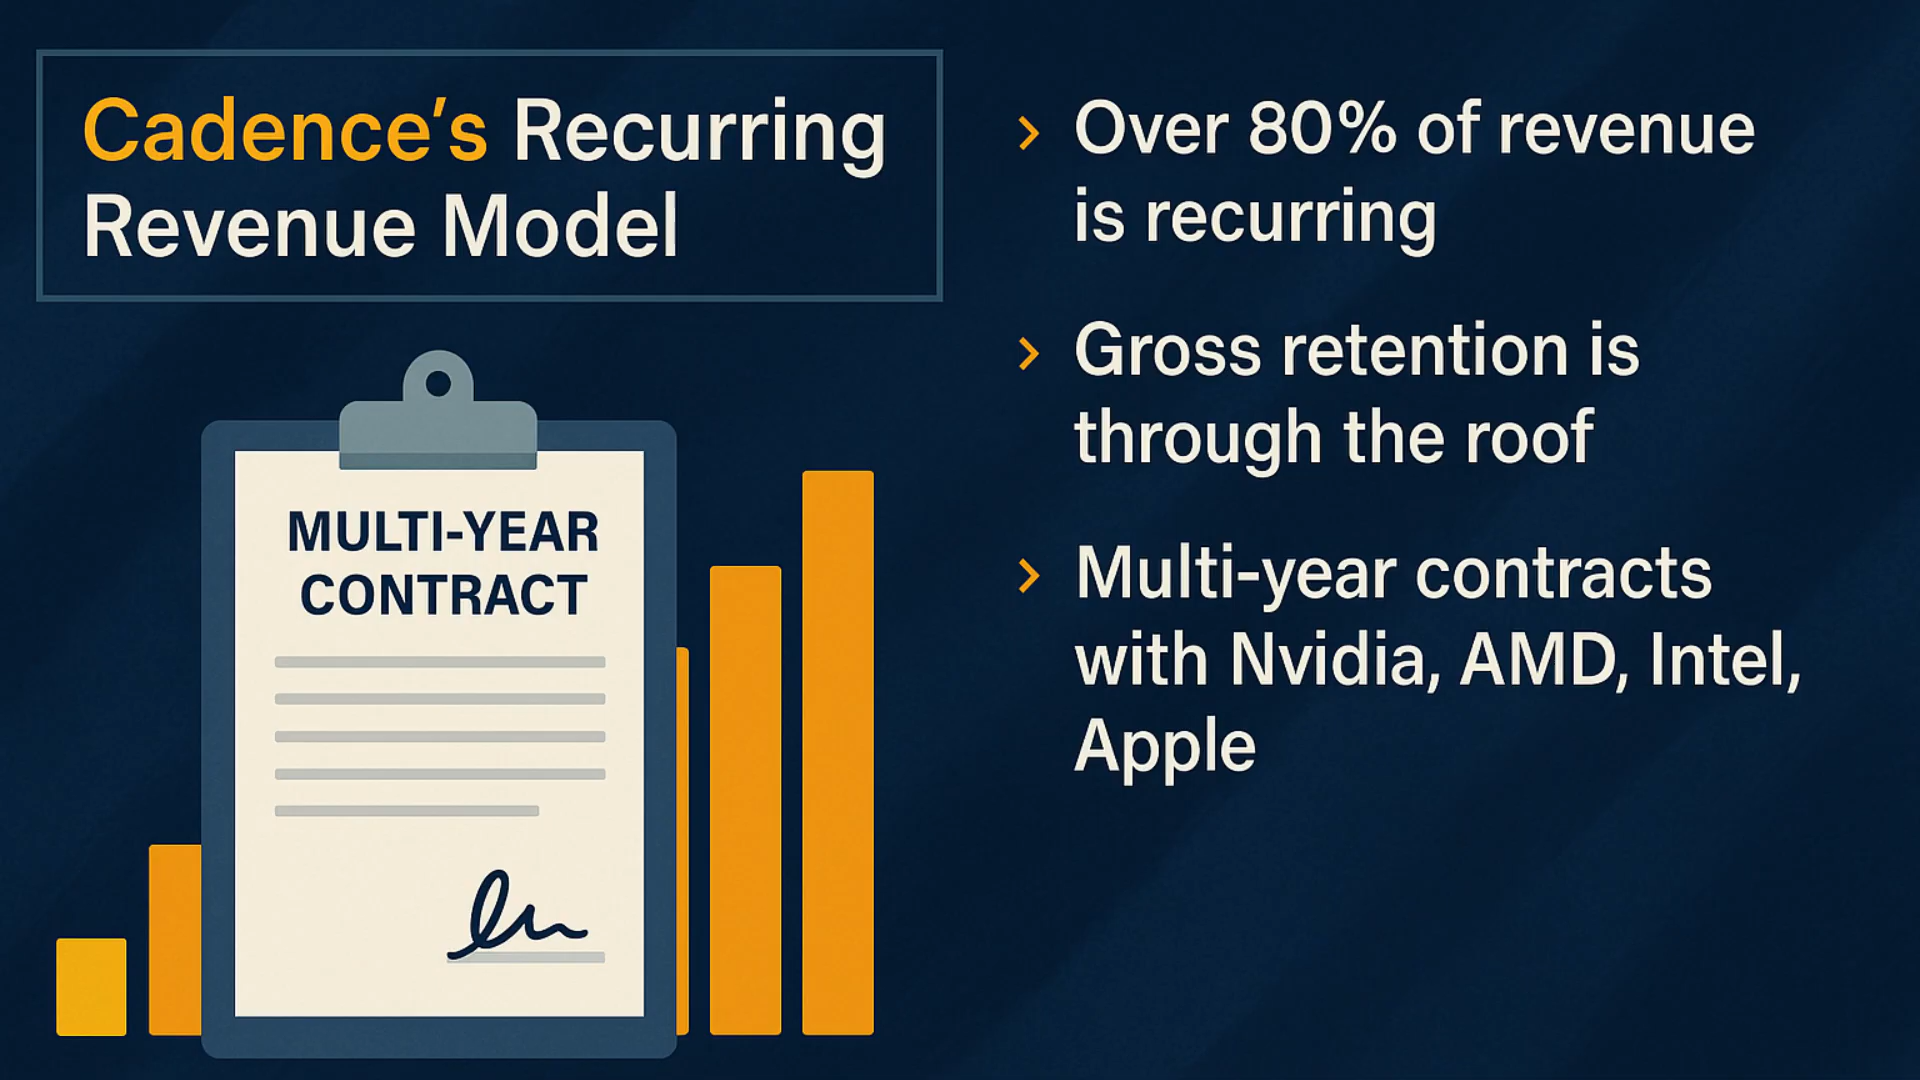 Cadence’s Recurring
Revenue Model
MULTI-YEAR
CONTRACT
Over 80% of revenue
is recurring
Gross retention is
through the roof
Multi-year contracts
with Nvidia, AMD, Intel,
Apple